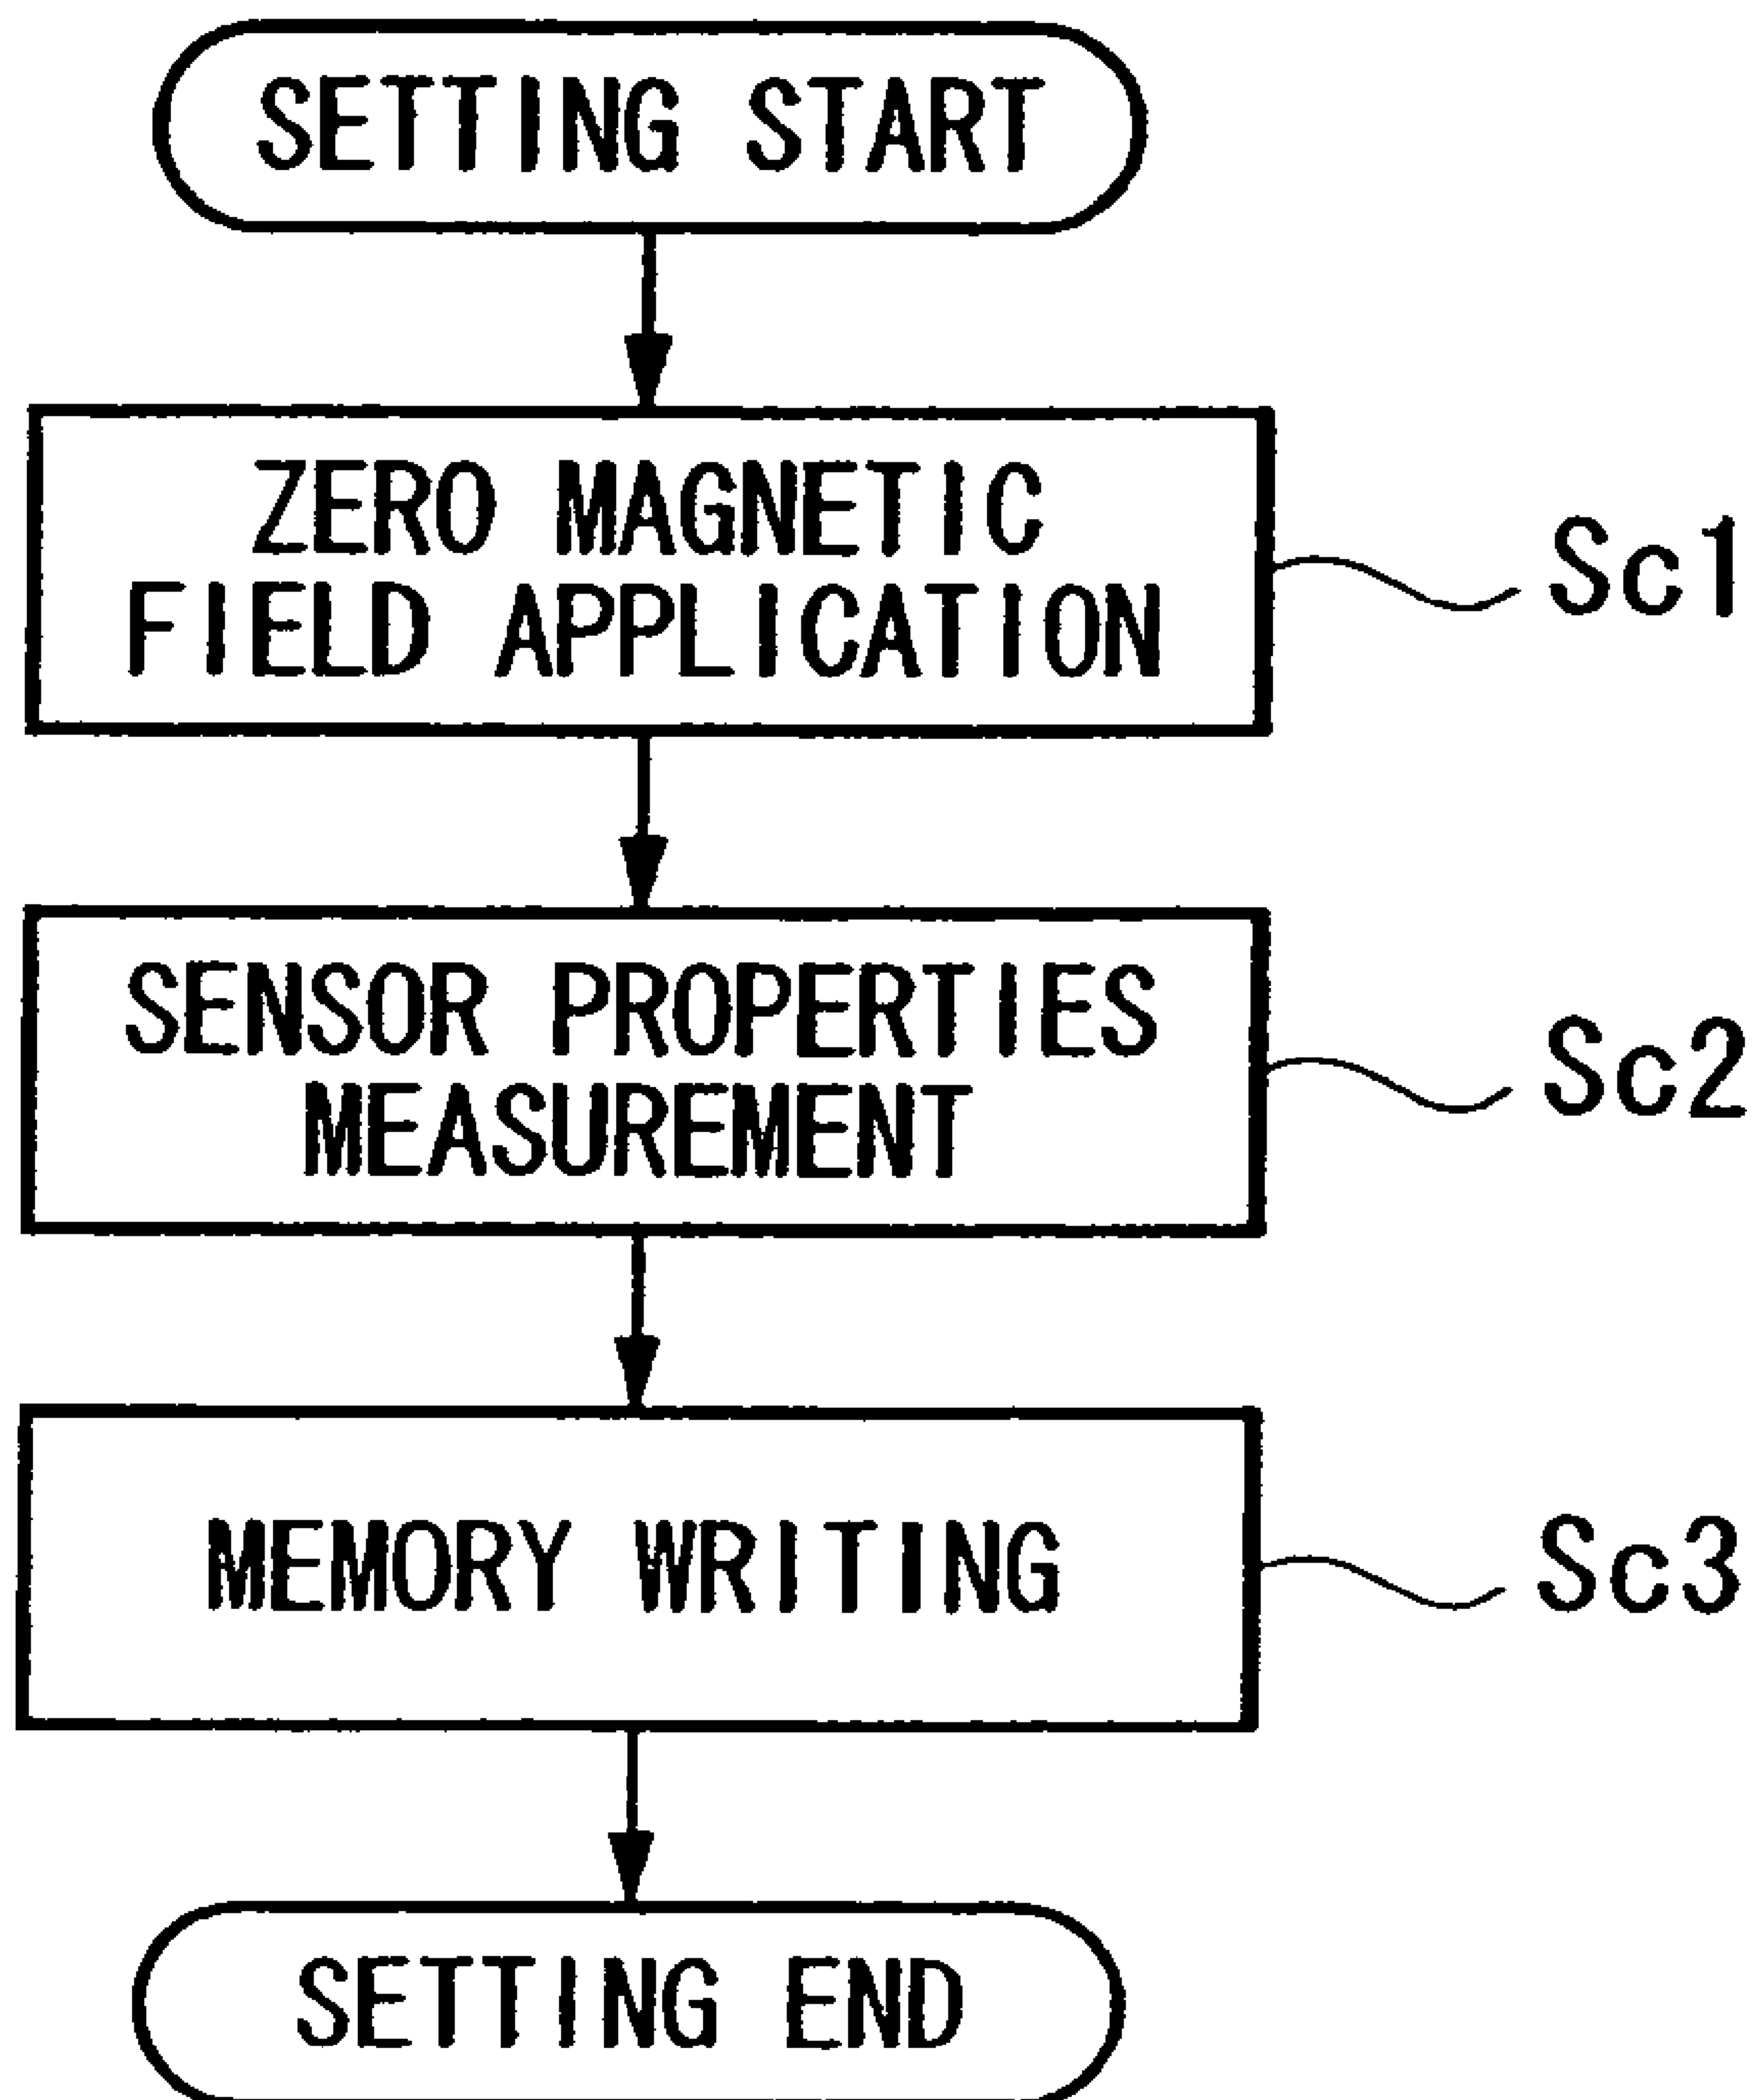 SETTING START
ZERO MAGNETIC
FIELD APPLICATION
Sc1
SENSOR PROPERTIES
MEASUREMENT
Sc2
MEMORY WRITING
Sc3
SETTING END